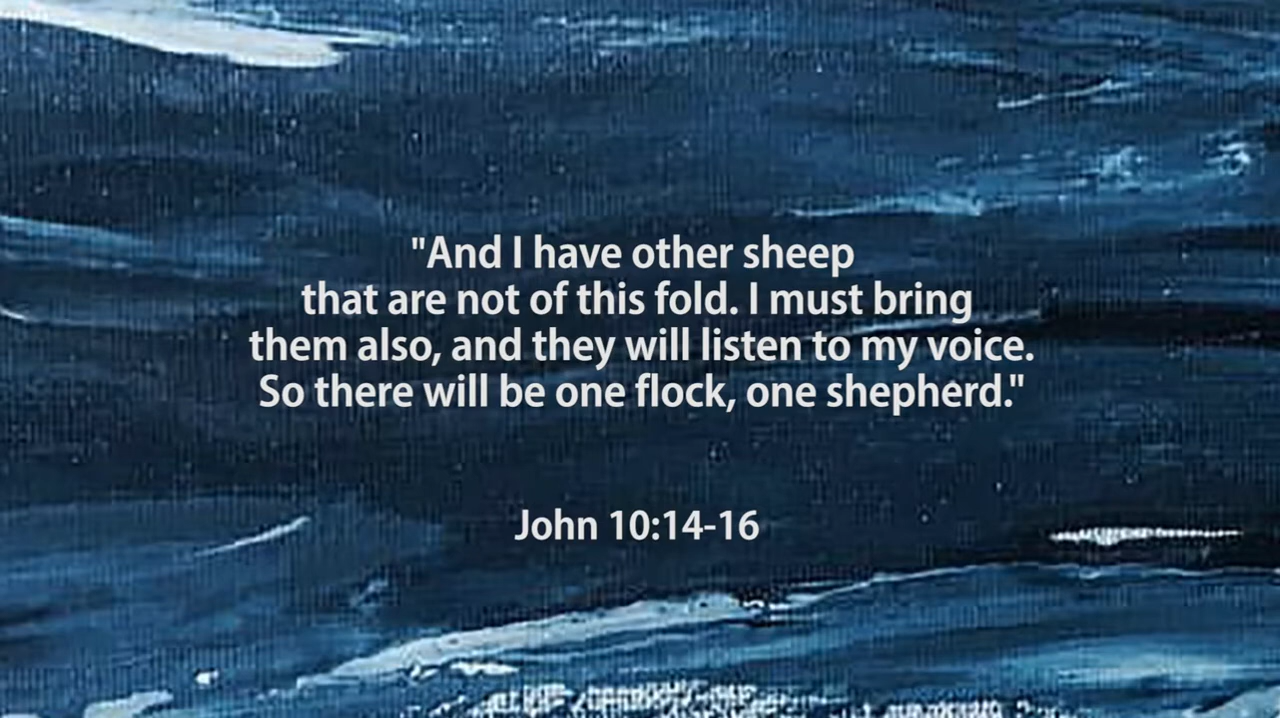 "And I have other sheep
that are not of this fold. I must bring
them also, and they will listen to my voice.
So there will be one flock, one shepherd."
John 10:14-16